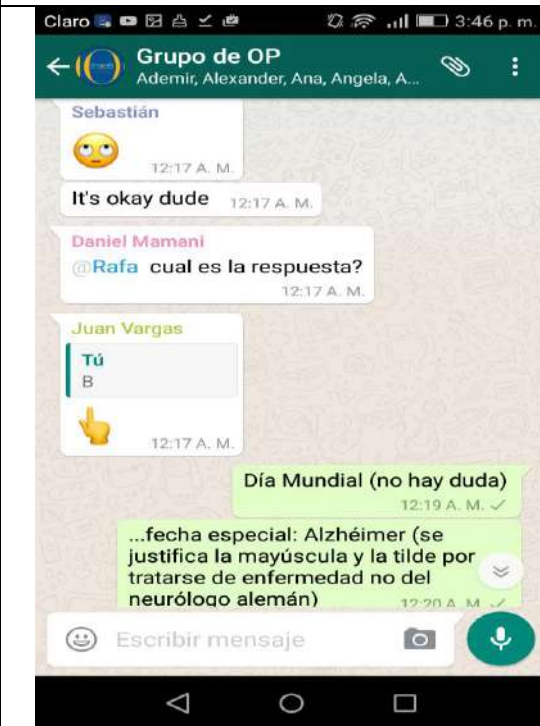 Claro 3:46 p. m.
Grupo de OP
Ademir, Alexander, Ana, Angela, A...
Sebastián
12:17 A. M.
It's okay dude 12:17 A. M.
Daniel Mamani
@Rafa cual es la respuesta?
12:17 A. M.
Juan Vargas
Tú
B
12:17 A. M.
Día Mundial (no hay duda)
12:19 A. M.
...fecha especial: Alzhéimer (se
justifica la mayúscula y la tilde por
tratarse de enfermedad no del
neurólogo alemán) 12:20 A. M.
Escribir mensaje